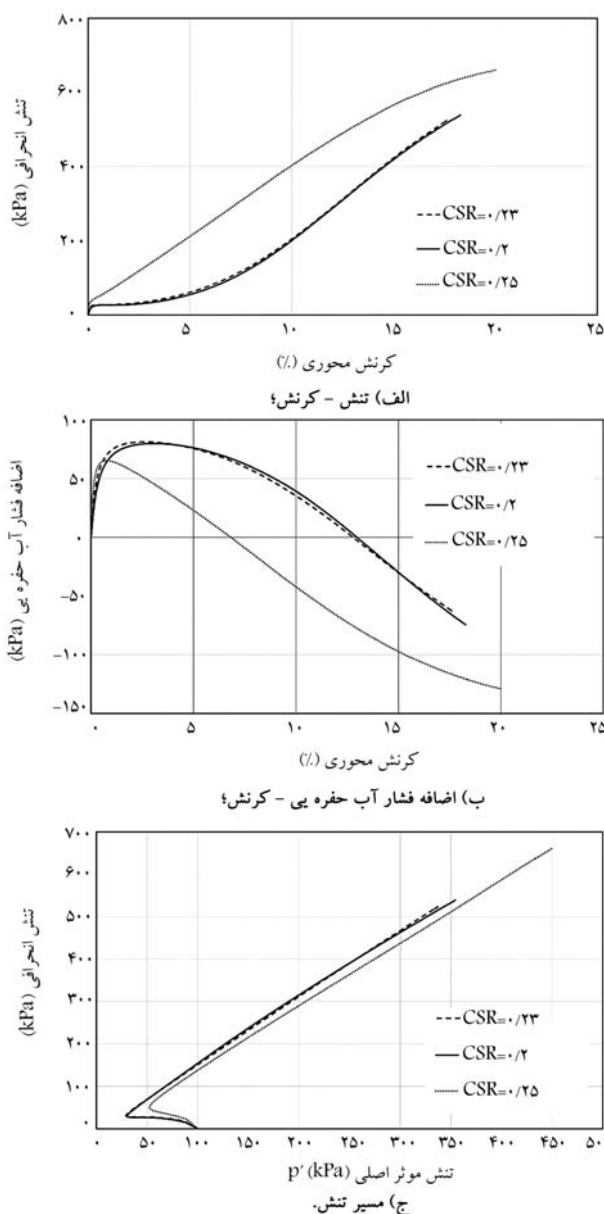 ۸۰۰
۶۰۰
۴۰۰
۲۰۰
۰
تنش انحرافی (kPa)
CSR=۰/۲۳
CSR=۰/۲
CSR=۰/۲۵
۰ ۵ ۱۰ ۱۵ ۲۰ ۲۵
کرنش محوری (٪)
الف) تنش - کرنش؛
۱۰۰
۵۰
۰
-۵۰
-۱۰۰
-۱۵۰
اضافه فشار آب حفره یی (kPa)
CSR=۰/۲۳
CSR=۰/۲
CSR=۰/۲۵
۰ ۵ ۱۰ ۱۵ ۲۰ ۲۵
کرنش محوری (٪)
ب) اضافه فشار آب حفره یی - کرنش؛
۷۰۰
۶۰۰
۵۰۰
۴۰۰
۳۰۰
۲۰۰
۱۰۰
۰
تنش انحرافی (kPa)
CSR=۰/۲۳
CSR=۰/۲
CSR=۰/۲۵
۰ ۵۰ ۱۰۰ ۱۵۰ ۲۰۰ ۲۵۰ ۳۰۰ ۳۵۰ ۴۰۰ ۴۵۰ ۵۰۰
تنش موثر اصلی p′ (kPa)
ج) مسیر تنش.